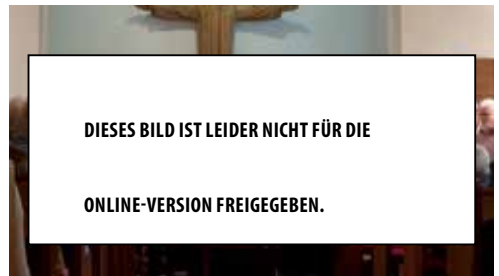 DIESES BILD IST LEIDER NICHT FÜR DIE
ONLINE-VERSION FREIGEGEBEN.